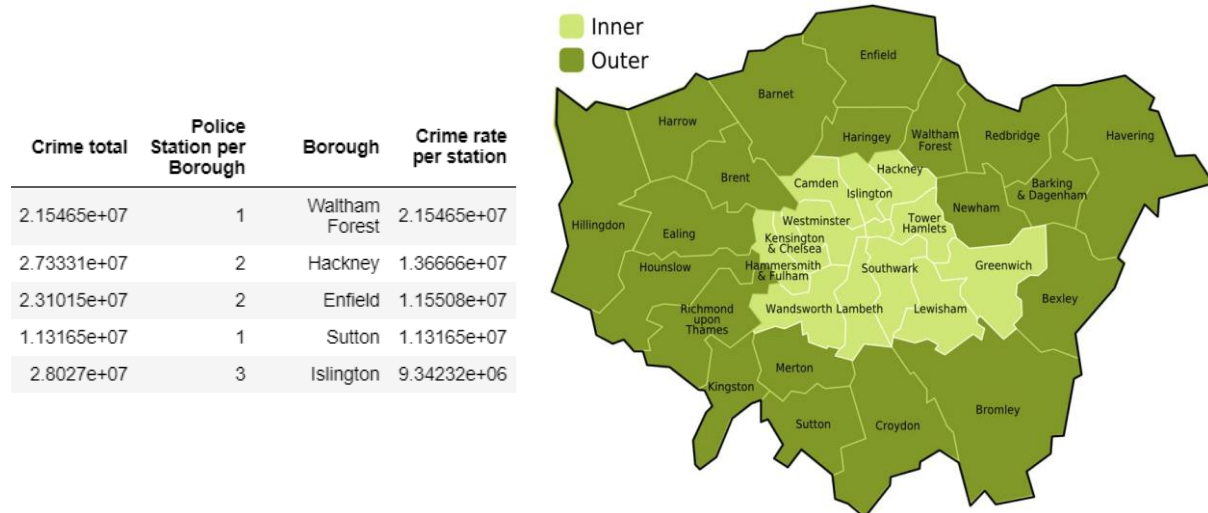 Crime total Police Station per Borough Borough Crime rate per station
2.15465e+07 1 Waltham Forest 2.15465e+07
2.73331e+07 2 Hackney 1.36666e+07
2.31015e+07 2 Enfield 1.15508e+07
1.13165e+07 1 Sutton 1.13165e+07
2.8027e+07 3 Islington 9.34232e+06
Inner
Outer
Enfield
Barnet
Harrow
Haringey
Waltham
Forest
Redbridge
Havering
Brent
Camden
Islington
Hackney
Barking
& Dagenham
Hillingdon
Ealing
Westminster
Tower
Hamlets
Newham
Kensington
& Chelsea
Hounslow
Hammersmith
& Fulham
Southwark
Greenwich
Bexley
Richmond
upon
Thames
Wandsworth
Lambeth
Lewisham
Merton
Kingston
Sutton
Croydon
Bromley